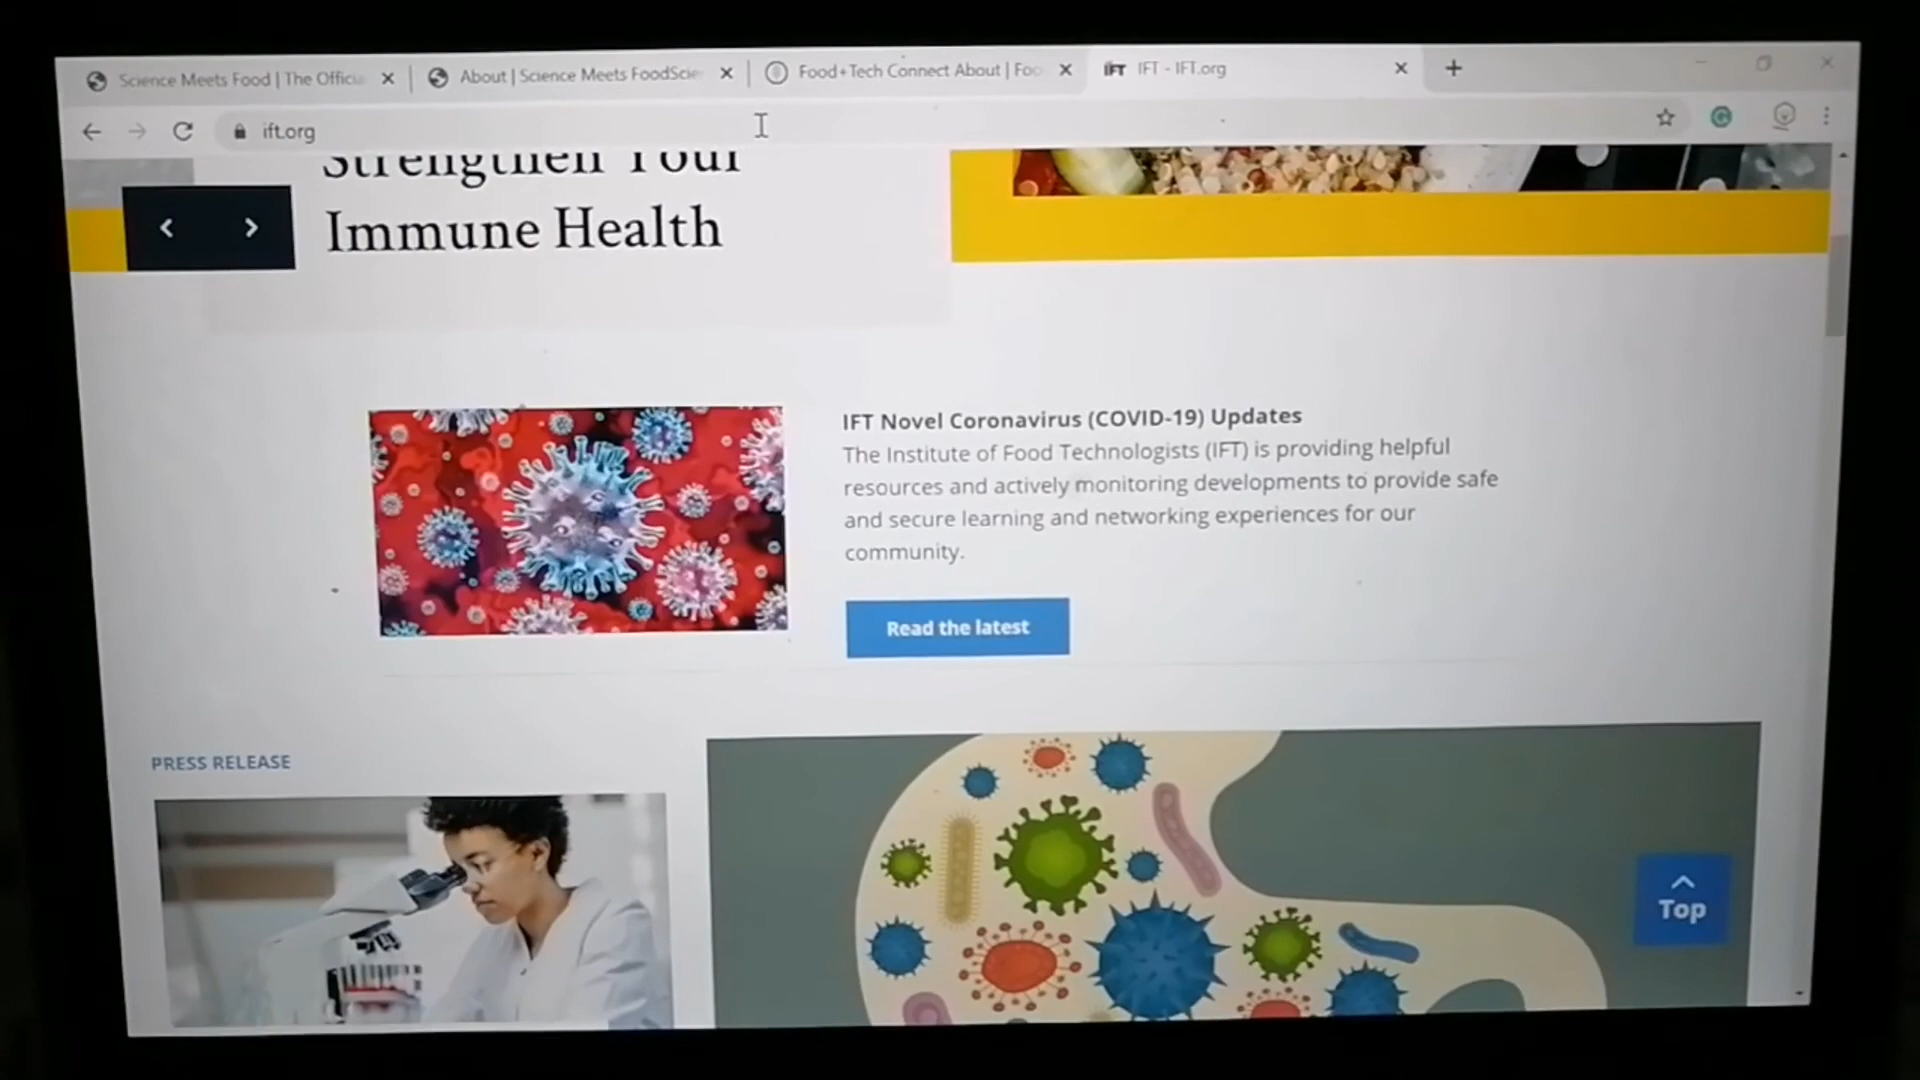 Science Meets Food | The Officia
About | Science Meets FoodScie
Food+Tech Connect About | Foo
IFT IFT - IFT.org
ift.org
Strengthen Your
Immune Health
IFT Novel Coronavirus (COVID-19) Updates
The Institute of Food Technologists (IFT) is providing helpful
resources and actively monitoring developments to provide safe
and secure learning and networking experiences for our
community.
Read the latest
PRESS RELEASE
Top